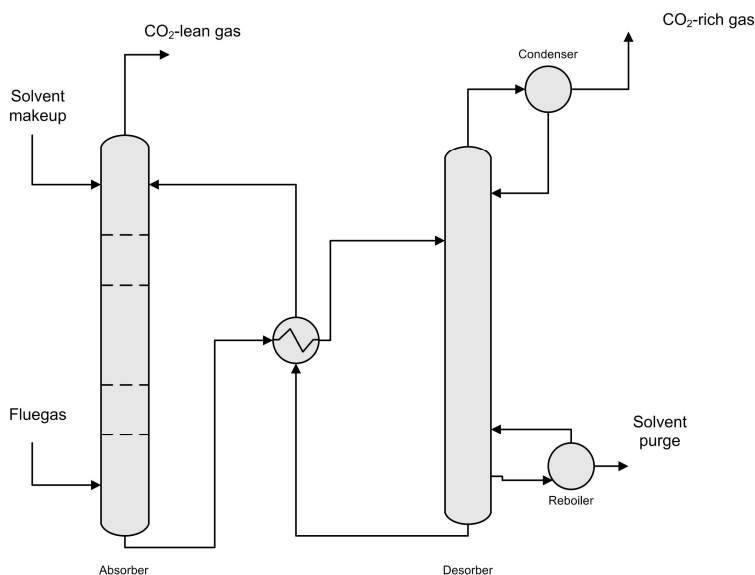 CO₂-lean gas
CO₂-rich gas
Condenser
Solvent
makeup
Fluegas
Solvent
purge
Reboiler
Absorber
Desorber